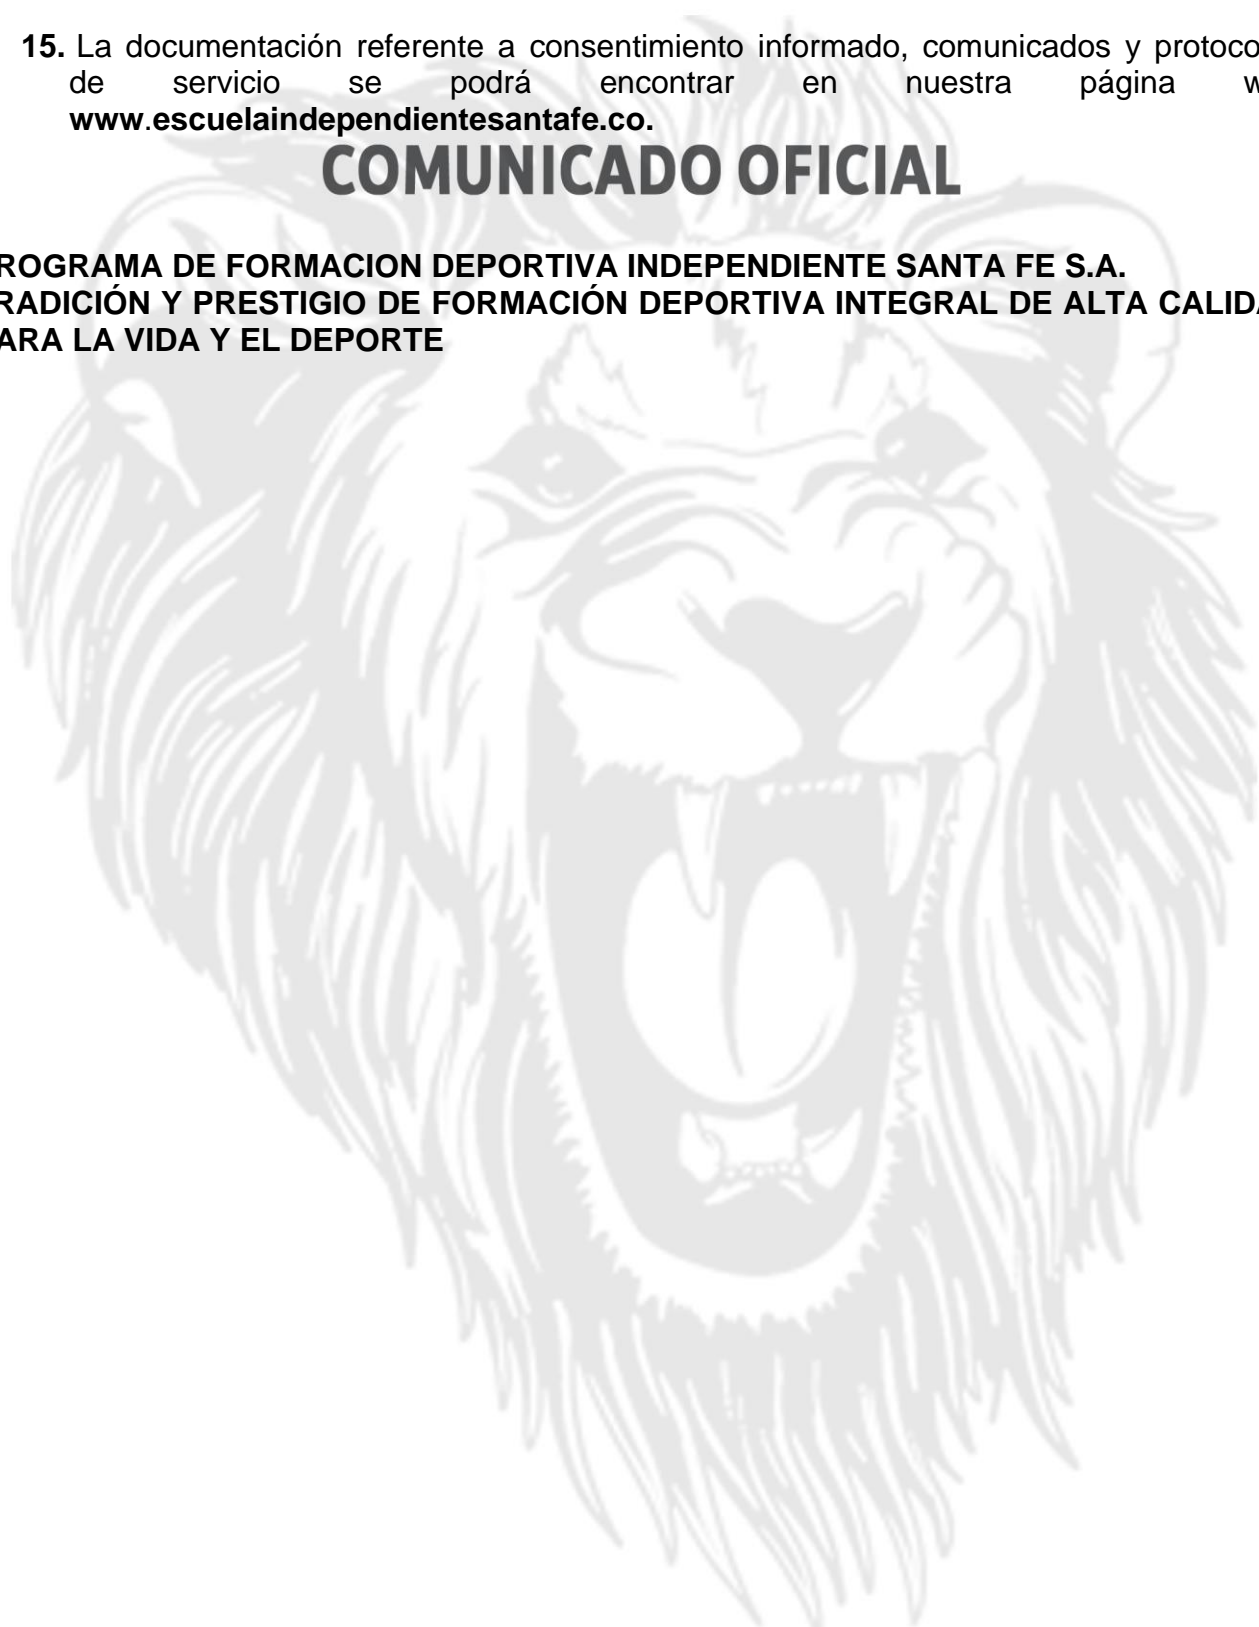 15. La documentación referente a consentimiento informado, comunicados y protoco
de servicio se podrá encontrar en nuestra página w
www.escuelaindependientesantafe.co.
COMUNICADO OFICIAL
ROGRAMA DE FORMACION DEPORTIVA INDEPENDIENTE SANTA FE S.A.
RADICIÓN Y PRESTIGIO DE FORMACIÓN DEPORTIVA INTEGRAL DE ALTA CALIDA
ARA LA VIDA Y EL DEPORTE